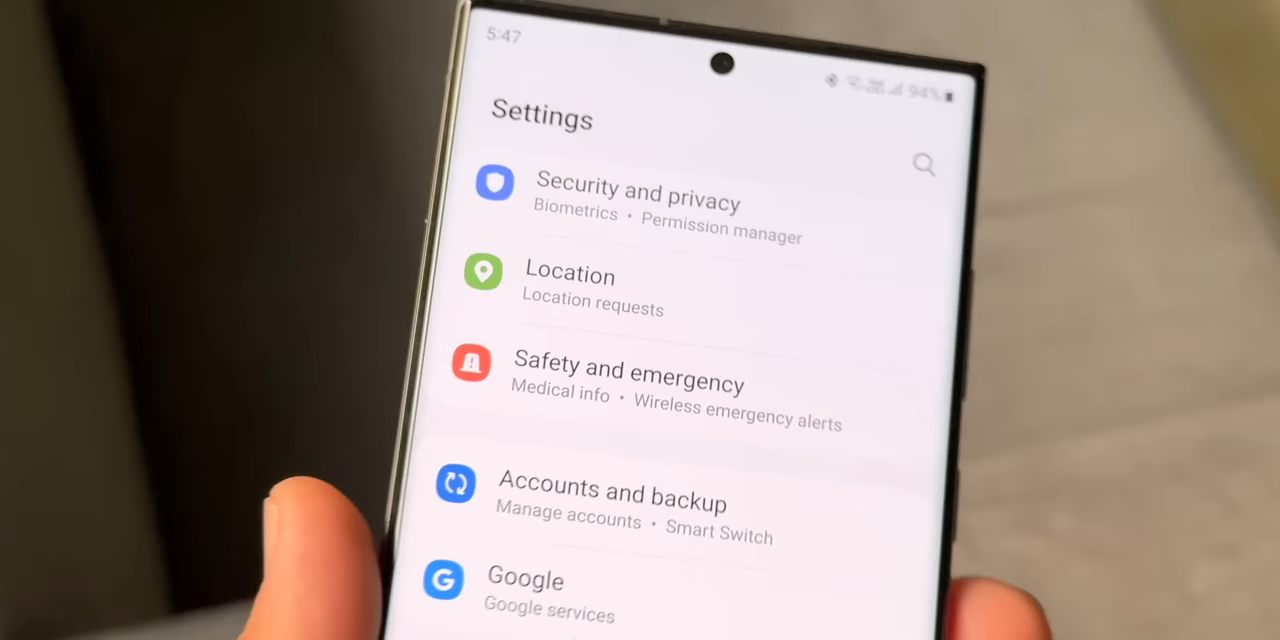 5:47
94%
Settings
Security and privacy
Biometrics • Permission manager
Location
Location requests
Safety and emergency
Medical info • Wireless emergency alerts
Accounts and backup
Manage accounts • Smart Switch
Google
Google services